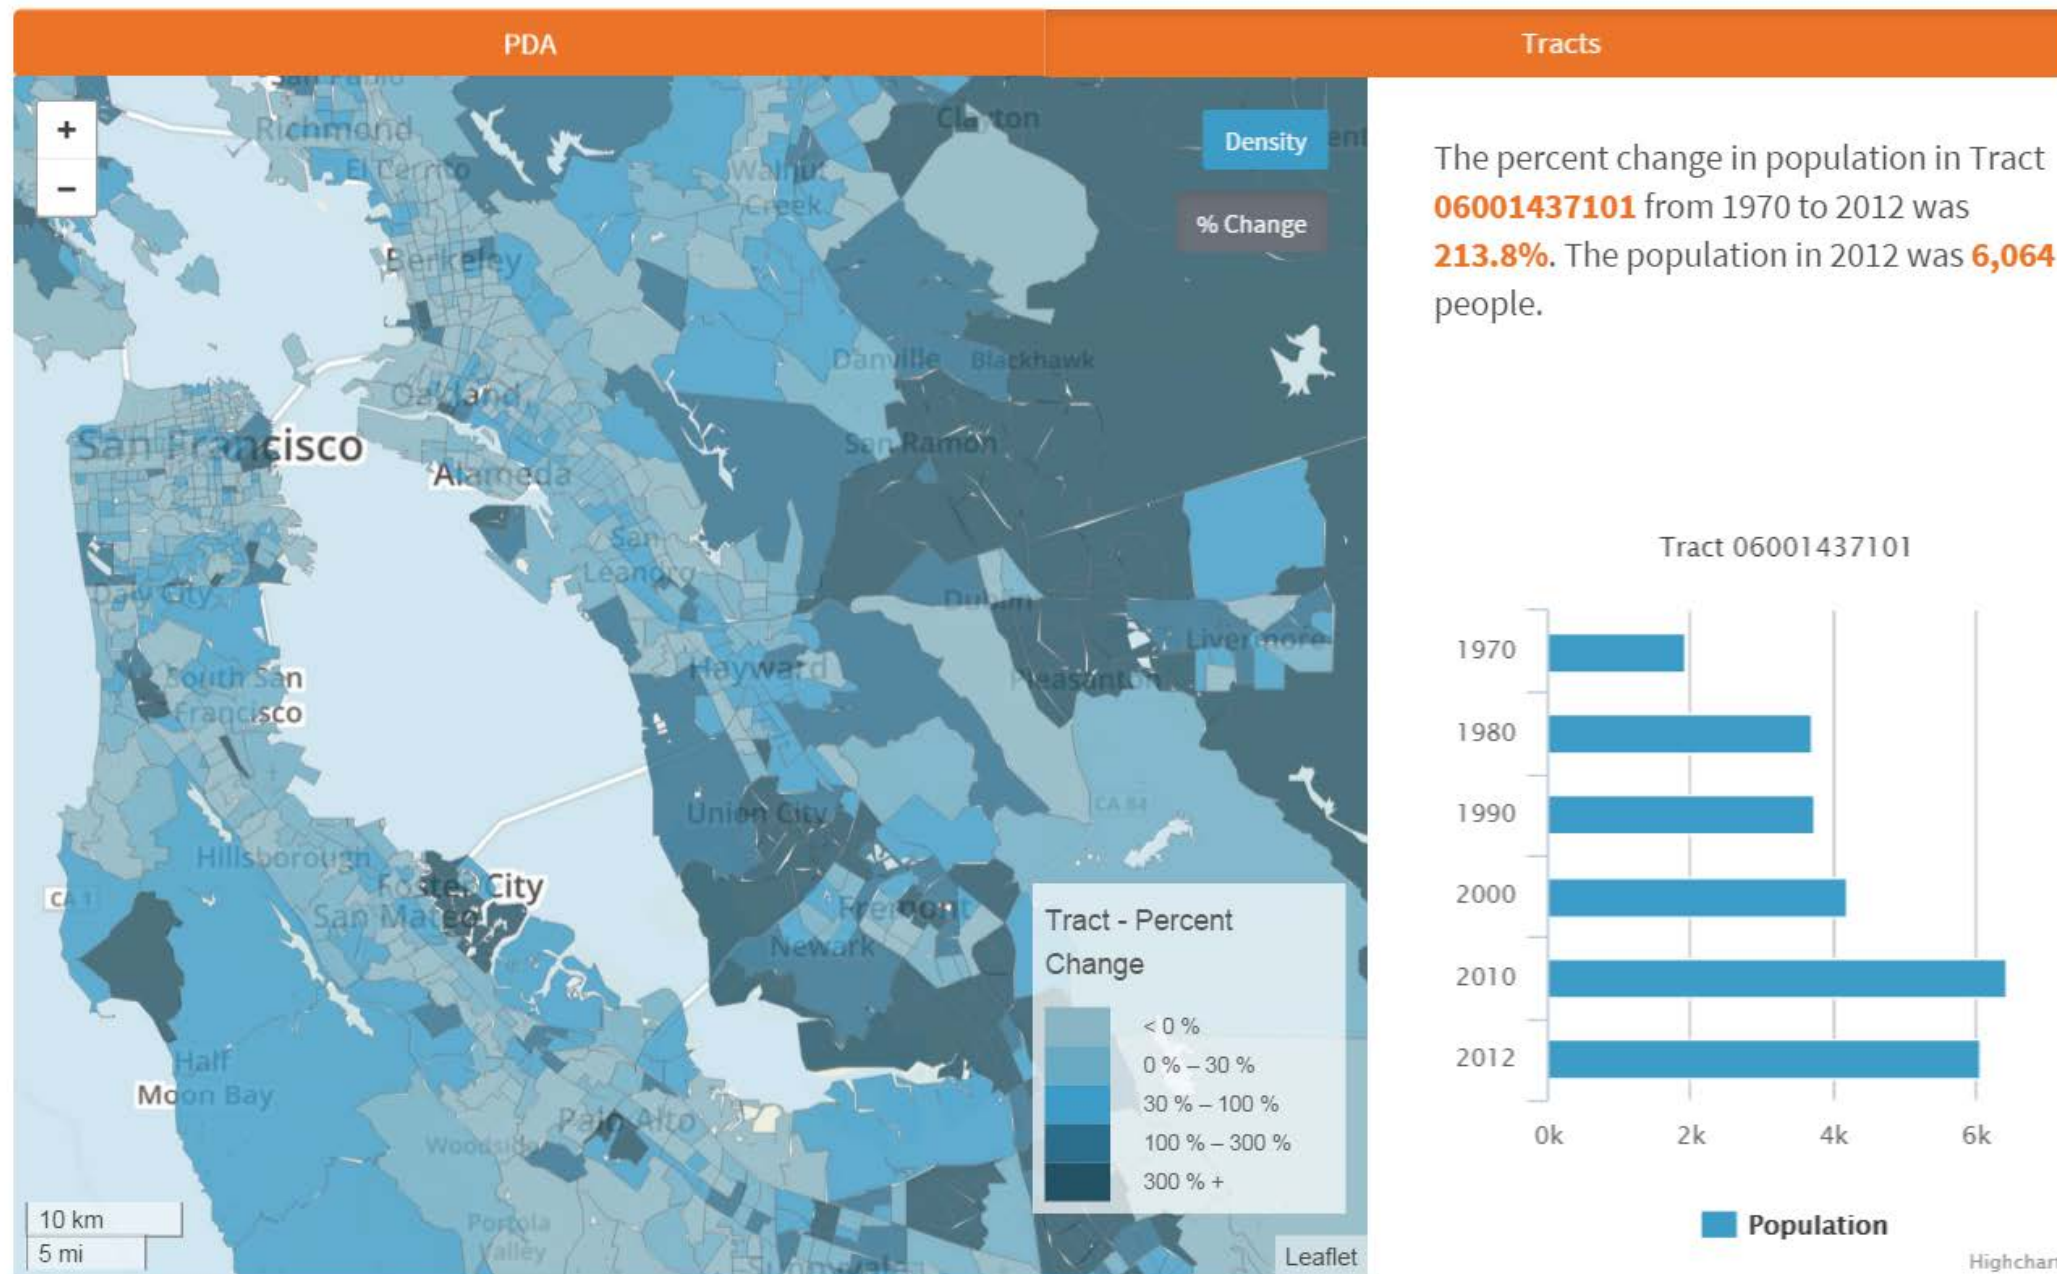 PDA
Tracts
+
−
San Pablo
Richmond
El Cerrito
Clayton
Density
Walnut
Creek
% Change
Berkeley
Danville
Blackhawk
Oakland
San Francisco
San Ramon
Alameda
San
Leandro
Daly City
Dublin
Livermore
South San
Francisco
Hayward
Pleasanton
Union City
CA 84
Hillsborough
Foster City
CA 1
San Mateo
Fremont
Newark
Half
Moon Bay
Palo Alto
Woodside
Portola
Valley
Sunnyvale
Tract - Percent
Change
< 0 %
0 % – 30 %
30 % – 100 %
100 % – 300 %
300 % +
10 km
5 mi
Leaflet
The percent change in population in Tract
06001437101 from 1970 to 2012 was
213.8%. The population in 2012 was 6,064
people.
Tract 06001437101
1970
1980
1990
2000
2010
2012
0k 2k 4k 6k
Population